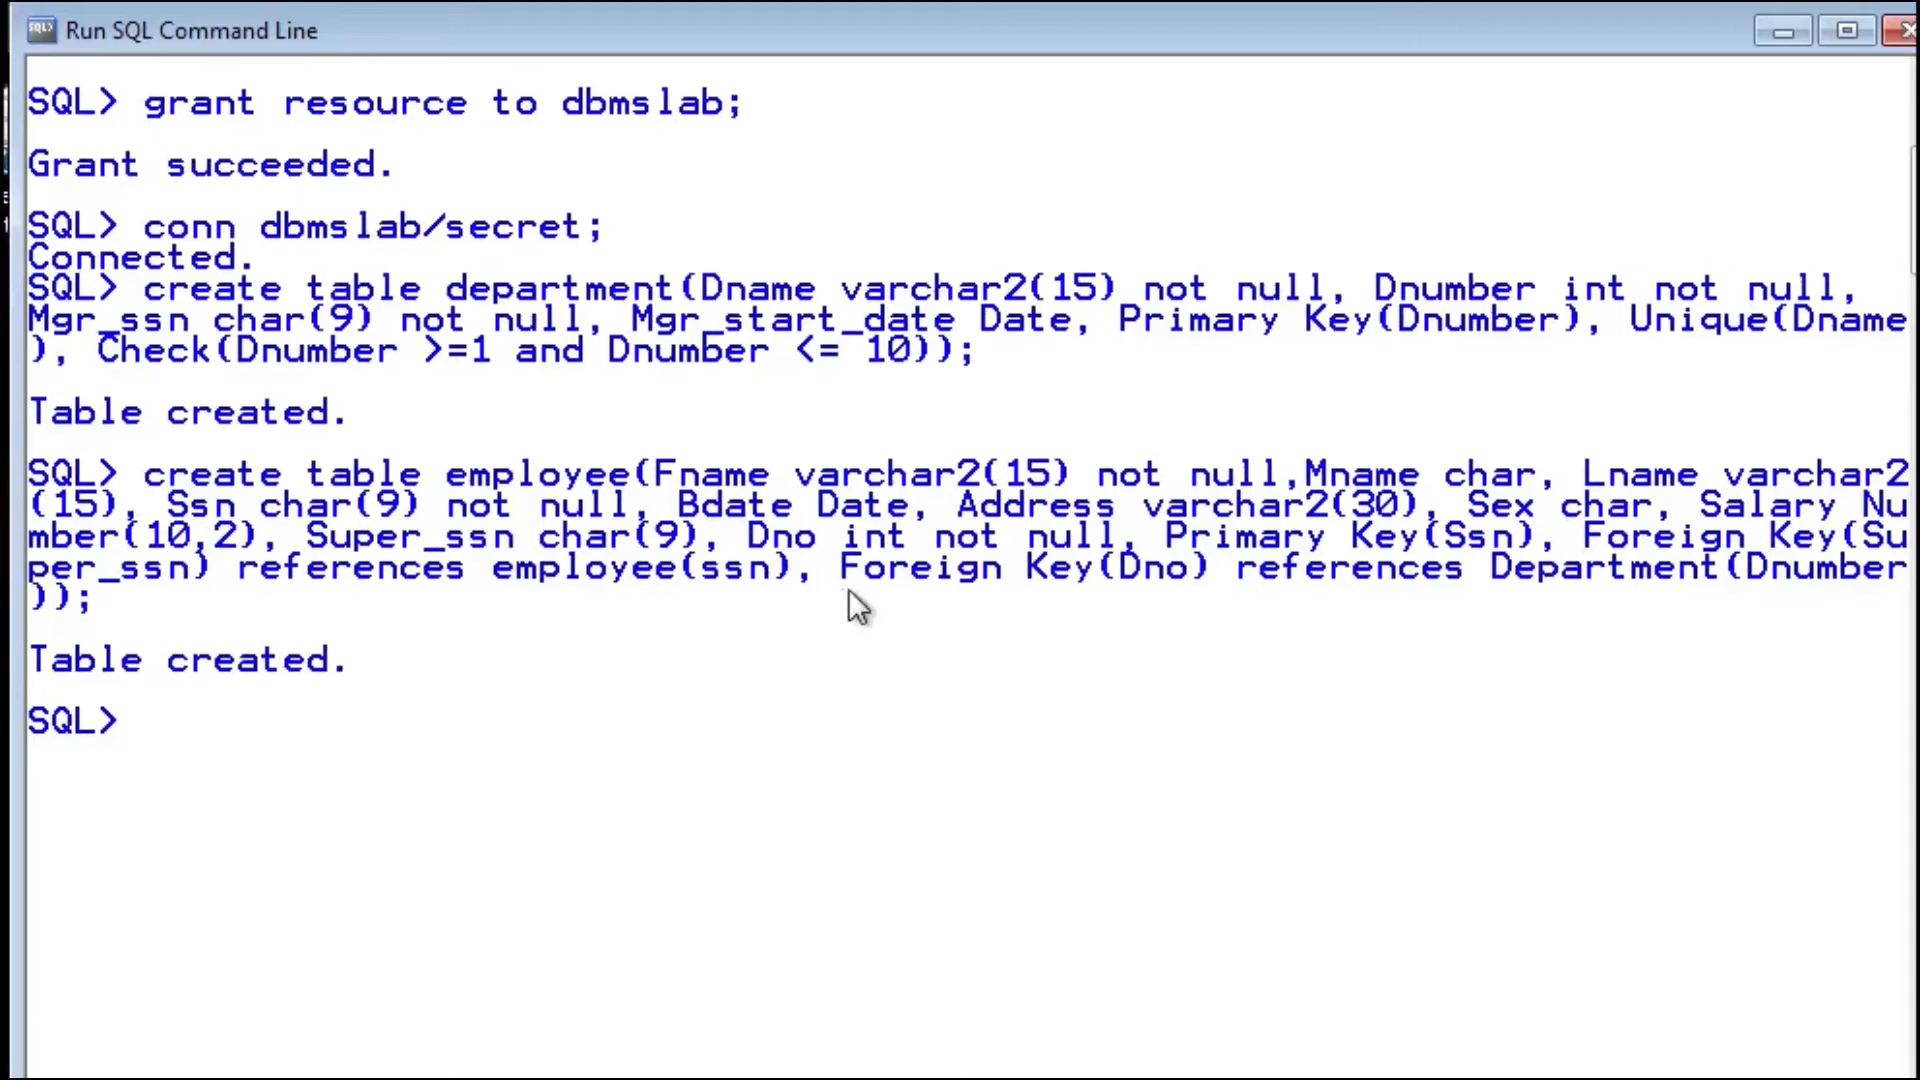 Run SQL Command Line
SQL> grant resource to dbmslab;
Grant succeeded.
SQL> conn dbmslab/secret;
Connected.
SQL> create table department(Dname varchar2(15) not null, Dnumber int not null,
Mgr_ssn char(9) not null, Mgr_start_date Date, Primary Key(Dnumber), Unique(Dname
), Check(Dnumber >=1 and Dnumber <= 10));
Table created.
SQL> create table employee(Fname varchar2(15) not null,Mname char, Lname varchar2
(15), Ssn char(9) not null, Bdate Date, Address varchar2(30), Sex char, Salary Nu
mber(10,2), Super_ssn char(9), Dno int not null, Primary Key(Ssn), Foreign Key(Su
per_ssn) references employee(ssn), Foreign Key(Dno) references Department(Dnumber
));
Table created.
SQL>